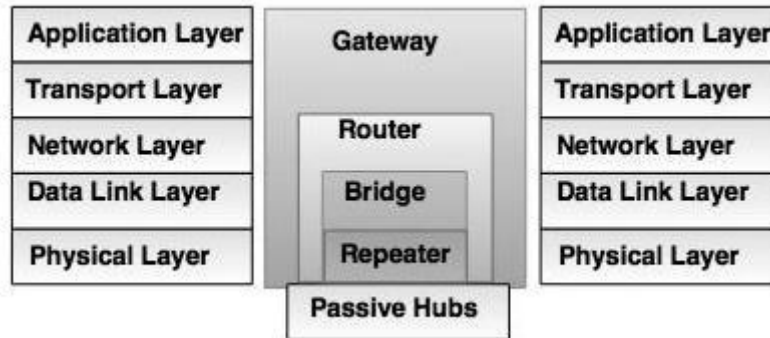 Application Layer
Transport Layer
Network Layer
Data Link Layer
Physical Layer
Gateway
Router
Bridge
Repeater
Passive Hubs
Application Layer
Transport Layer
Network Layer
Data Link Layer
Physical Layer